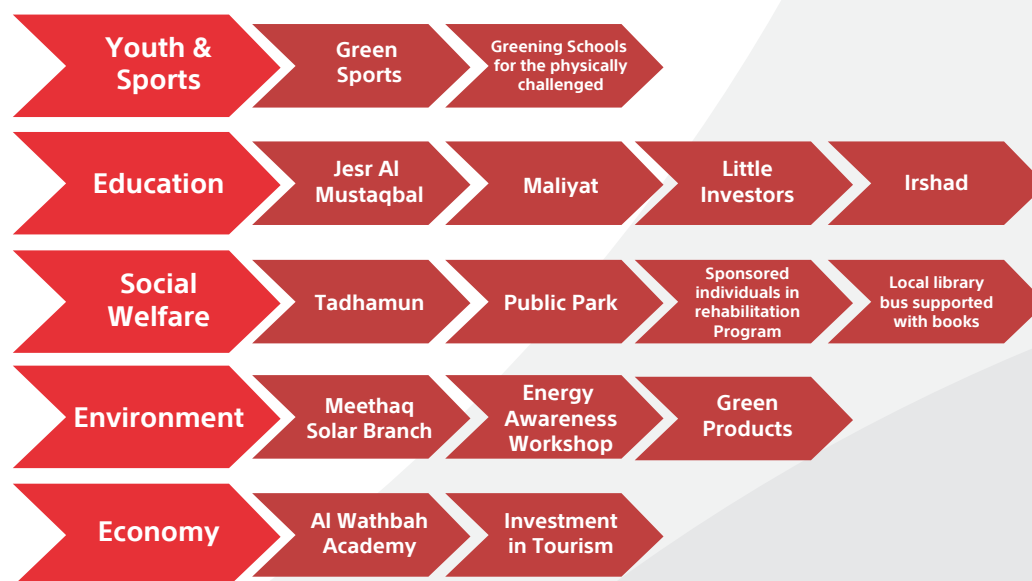 Youth &
Sports
Green
Sports
Greening Schools
for the physically
challenged
Education
Jesr Al
Mustaqbal
Maliyat
Little
Investors
Irshad
Social
Welfare
Tadhamun
Public Park
Sponsored
individuals in
rehabilitation
Program
Local library
bus supported
with books
Environment
Meethaq
Solar Branch
Energy
Awareness
Workshop
Green
Products
Economy
Al Wathbah
Academy
Investment
in Tourism